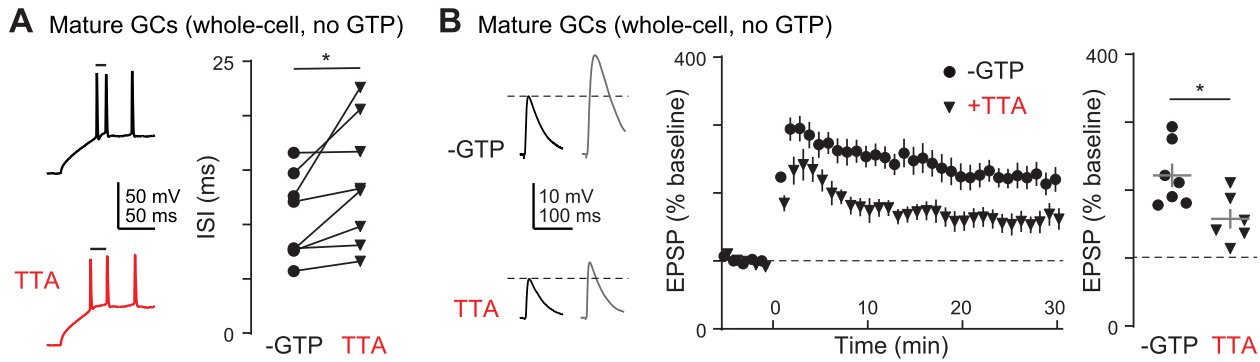 A Mature GCs (whole-cell, no GTP)
50 mV
50 ms
TTA
ISI (ms)
25
0
*
-GTP TTA
B Mature GCs (whole-cell, no GTP)
-GTP
10 mV
100 ms
TTA
EPSP (% baseline)
400
0
-GTP
+TTA
0 10 20 30
Time (min)
EPSP (% baseline)
400
0
*
-GTP TTA